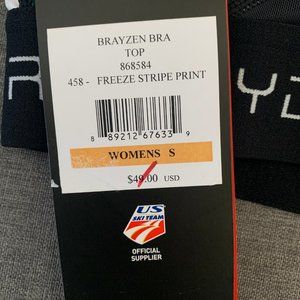 BRAYZEN BRA
TOP
868584
458 - FREEZE STRIPE PRINT
8 89212 67633 9
WOMENS S
$49.00 USD
US
SKI TEAM
OFFICIAL
SUPPLIER
R
YD